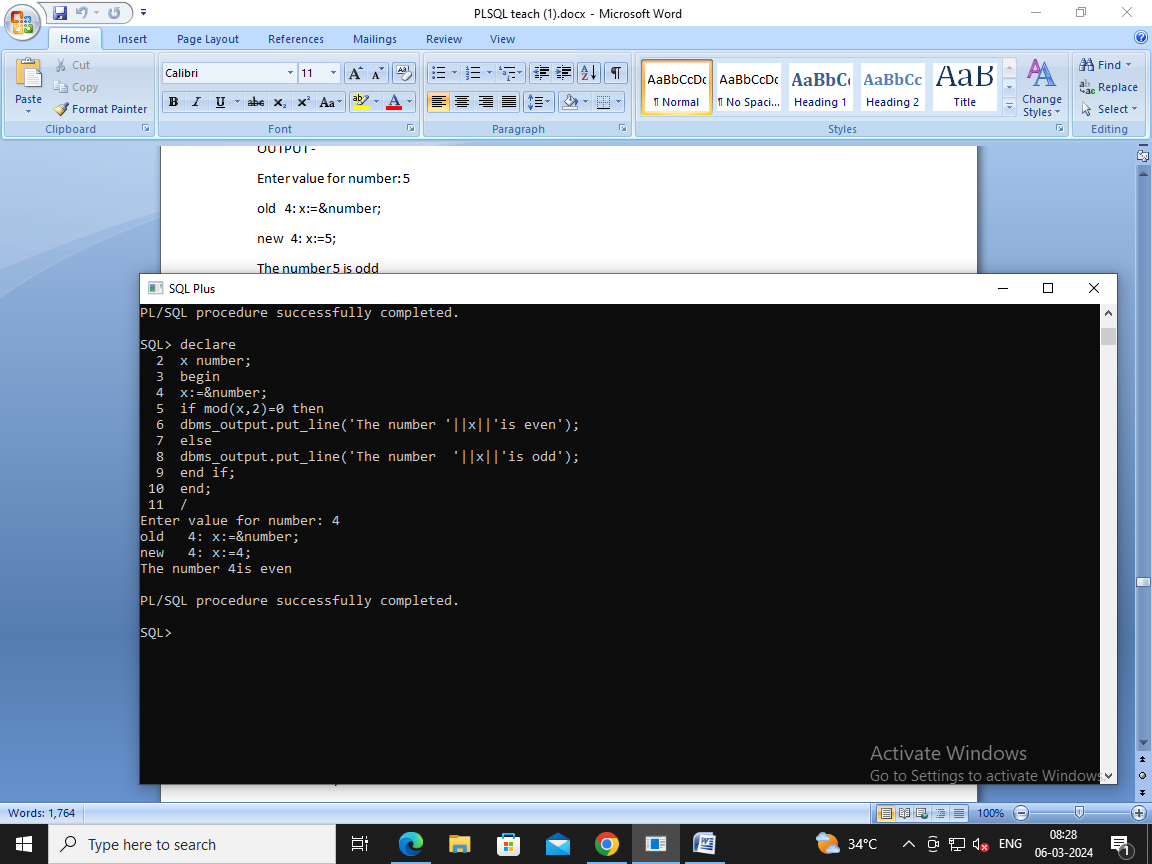 PLSQL teach (1).docx - Microsoft Word
Home Insert Page Layout References Mailings Review View
Paste
Cut
Copy
Format Painter
Clipboard
Calibri 11
Font
Paragraph
AaBbCcDc AaBbCcDc AaBbC AaBbCc AaB
¶ Normal ¶ No Spaci... Heading 1 Heading 2 Title
Change
Styles
Styles
Find
Replace
Select
Editing
OUTPUT-
Enter value for number: 5
old 4: x:=&number;
new 4: x:=5;
The number 5 is odd
SQL Plus
PL/SQL procedure successfully completed.
SQL> declare
2 x number;
3 begin
4 x:=&number;
5 if mod(x,2)=0 then
6 dbms_output.put_line('The number '||x||'is even');
7 else
8 dbms_output.put_line('The number  '||x||'is odd');
9 end if;
10 end;
11 /
Enter value for number: 4
old   4: x:=&number;
new   4: x:=4;
The number 4is even
PL/SQL procedure successfully completed.
SQL>
Activate Windows
Go to Settings to activate Windows.
Words: 1,764
100%
Type here to search
34°C
ENG
08:28
06-03-2024
1